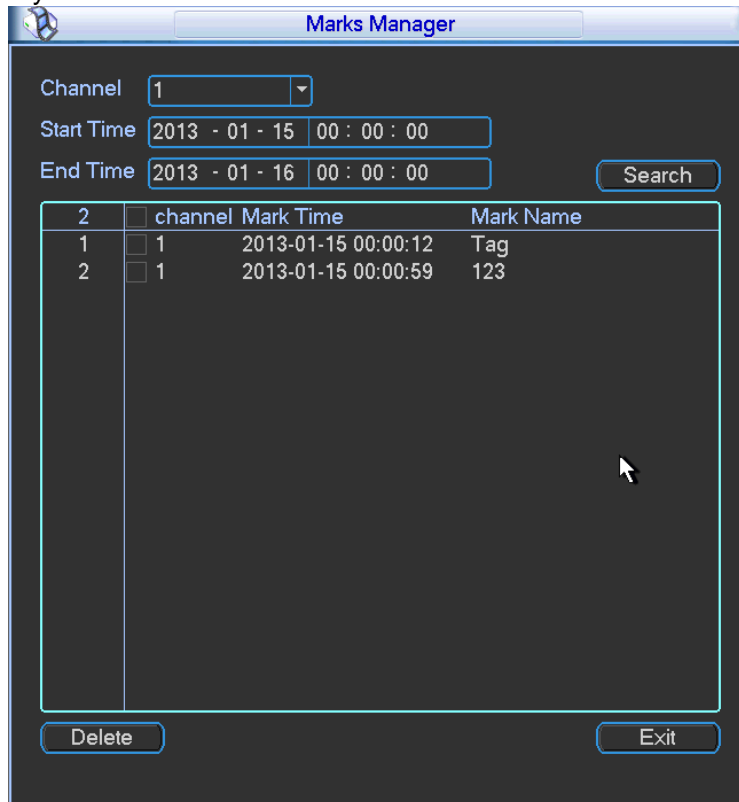 Marks Manager
Channel 1
Start Time 2013 - 01 - 15 00 : 00 : 00
End Time 2013 - 01 - 16 00 : 00 : 00 Search
2 channel Mark Time Mark Name
1 1 2013-01-15 00:00:12 Tag
2 1 2013-01-15 00:00:59 123
Delete Exit